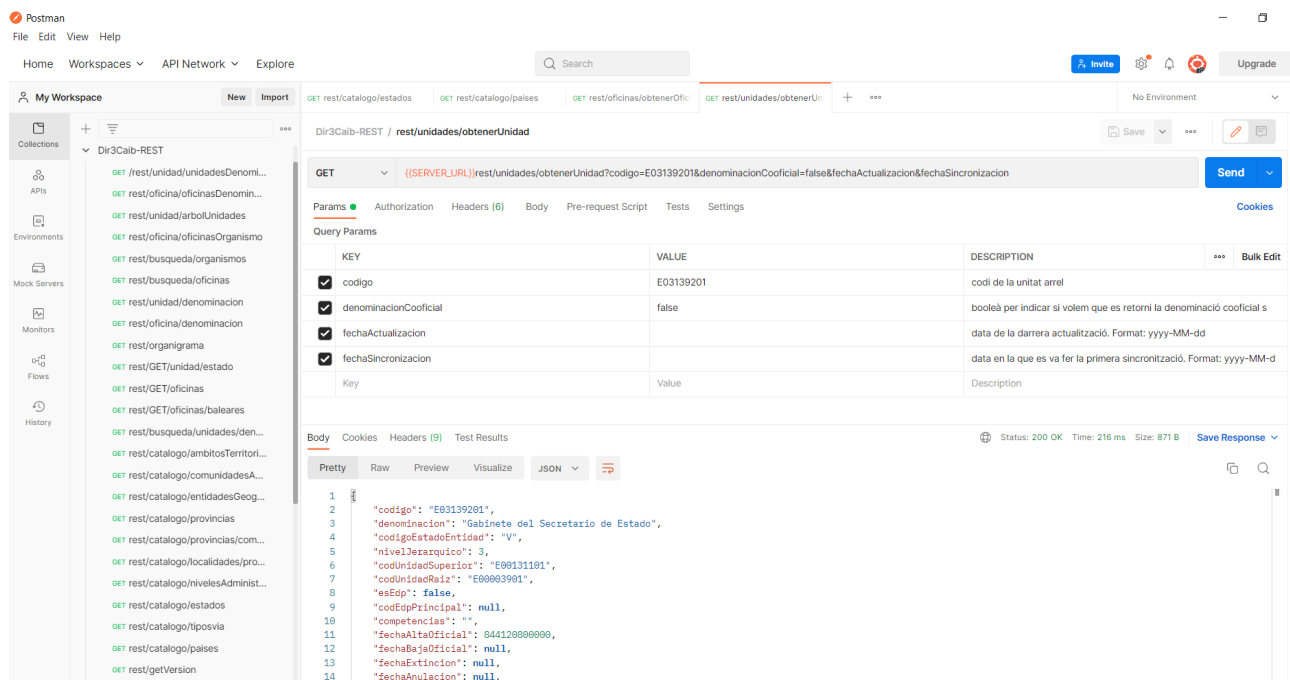 Postman
File Edit View Help
Home Workspaces API Network Explore Search Invite Upgrade
My Workspace New Import GET rest/catalogo/estados GET rest/catalogo/paises GET rest/oficinas/obtenerOfic GET rest/unidades/obtenerUn No Environment
Collections
APIs
Environments
Mock Servers
Monitors
Flows
History
Dir3Caib-REST
GET /rest/unidad/unidadesDenomi...
GET rest/oficina/oficinasDenomin...
GET rest/unidad/arbolUnidades
GET rest/oficina/oficinasOrganismo
GET rest/busqueda/organismos
GET rest/busqueda/oficinas
GET rest/unidad/denominacion
GET rest/oficina/denominacion
GET rest/organigrama
GET rest/GET/unidad/estado
GET rest/GET/oficinas
GET rest/GET/oficinas/baleares
GET rest/busqueda/unidades/den...
GET rest/catalogo/ambitosTerritori...
GET rest/catalogo/comunidadesA...
GET rest/catalogo/entidadesGeog...
GET rest/catalogo/provincias
GET rest/catalogo/provincias/com...
GET rest/catalogo/localidades/pro...
GET rest/catalogo/nivelesAdminist...
GET rest/catalogo/estados
GET rest/catalogo/tiposvia
GET rest/catalogo/paises
GET rest/getVersion
Dir3Caib-REST / rest/unidades/obtenerUnidad Save
GET {{SERVER_URL}}rest/unidades/obtenerUnidad?codigo=E03139201&denominacionCooficial=false&fechaActualizacion&fechaSincronizacion Send
Params Authorization Headers (6) Body Pre-request Script Tests Settings Cookies
Query Params
KEY VALUE DESCRIPTION Bulk Edit
codigo E03139201 codi de la unitat arrel
denominacionCooficial false booleà per indicar si volem que es retorni la denominació cooficial s
fechaActualizacion data de la darrera actualització. Format: yyyy-MM-dd
fechaSincronizacion data en la que es va fer la primera sincronització. Format: yyyy-MM-d
Key Value Description
Body Cookies Headers (9) Test Results Status: 200 OK Time: 216 ms Size: 871 B Save Response
Pretty Raw Preview Visualize JSON
1 {
2 "codigo": "E03139201",
3 "denominacion": "Gabinete del Secretario de Estado",
4 "codigoEstadoEntidad": "V",
5 "nivelJerarquico": 3,
6 "codUnidadSuperior": "E00131101",
7 "codUnidadRaiz": "E00003901",
8 "esEdp": false,
9 "codEdpPrincipal": null,
10 "competencias": "",
11 "fechaAltaOficial": 844120800000,
12 "fechaBajaOficial": null,
13 "fechaExtincion": null,
14 "fechaAnulacion": null,